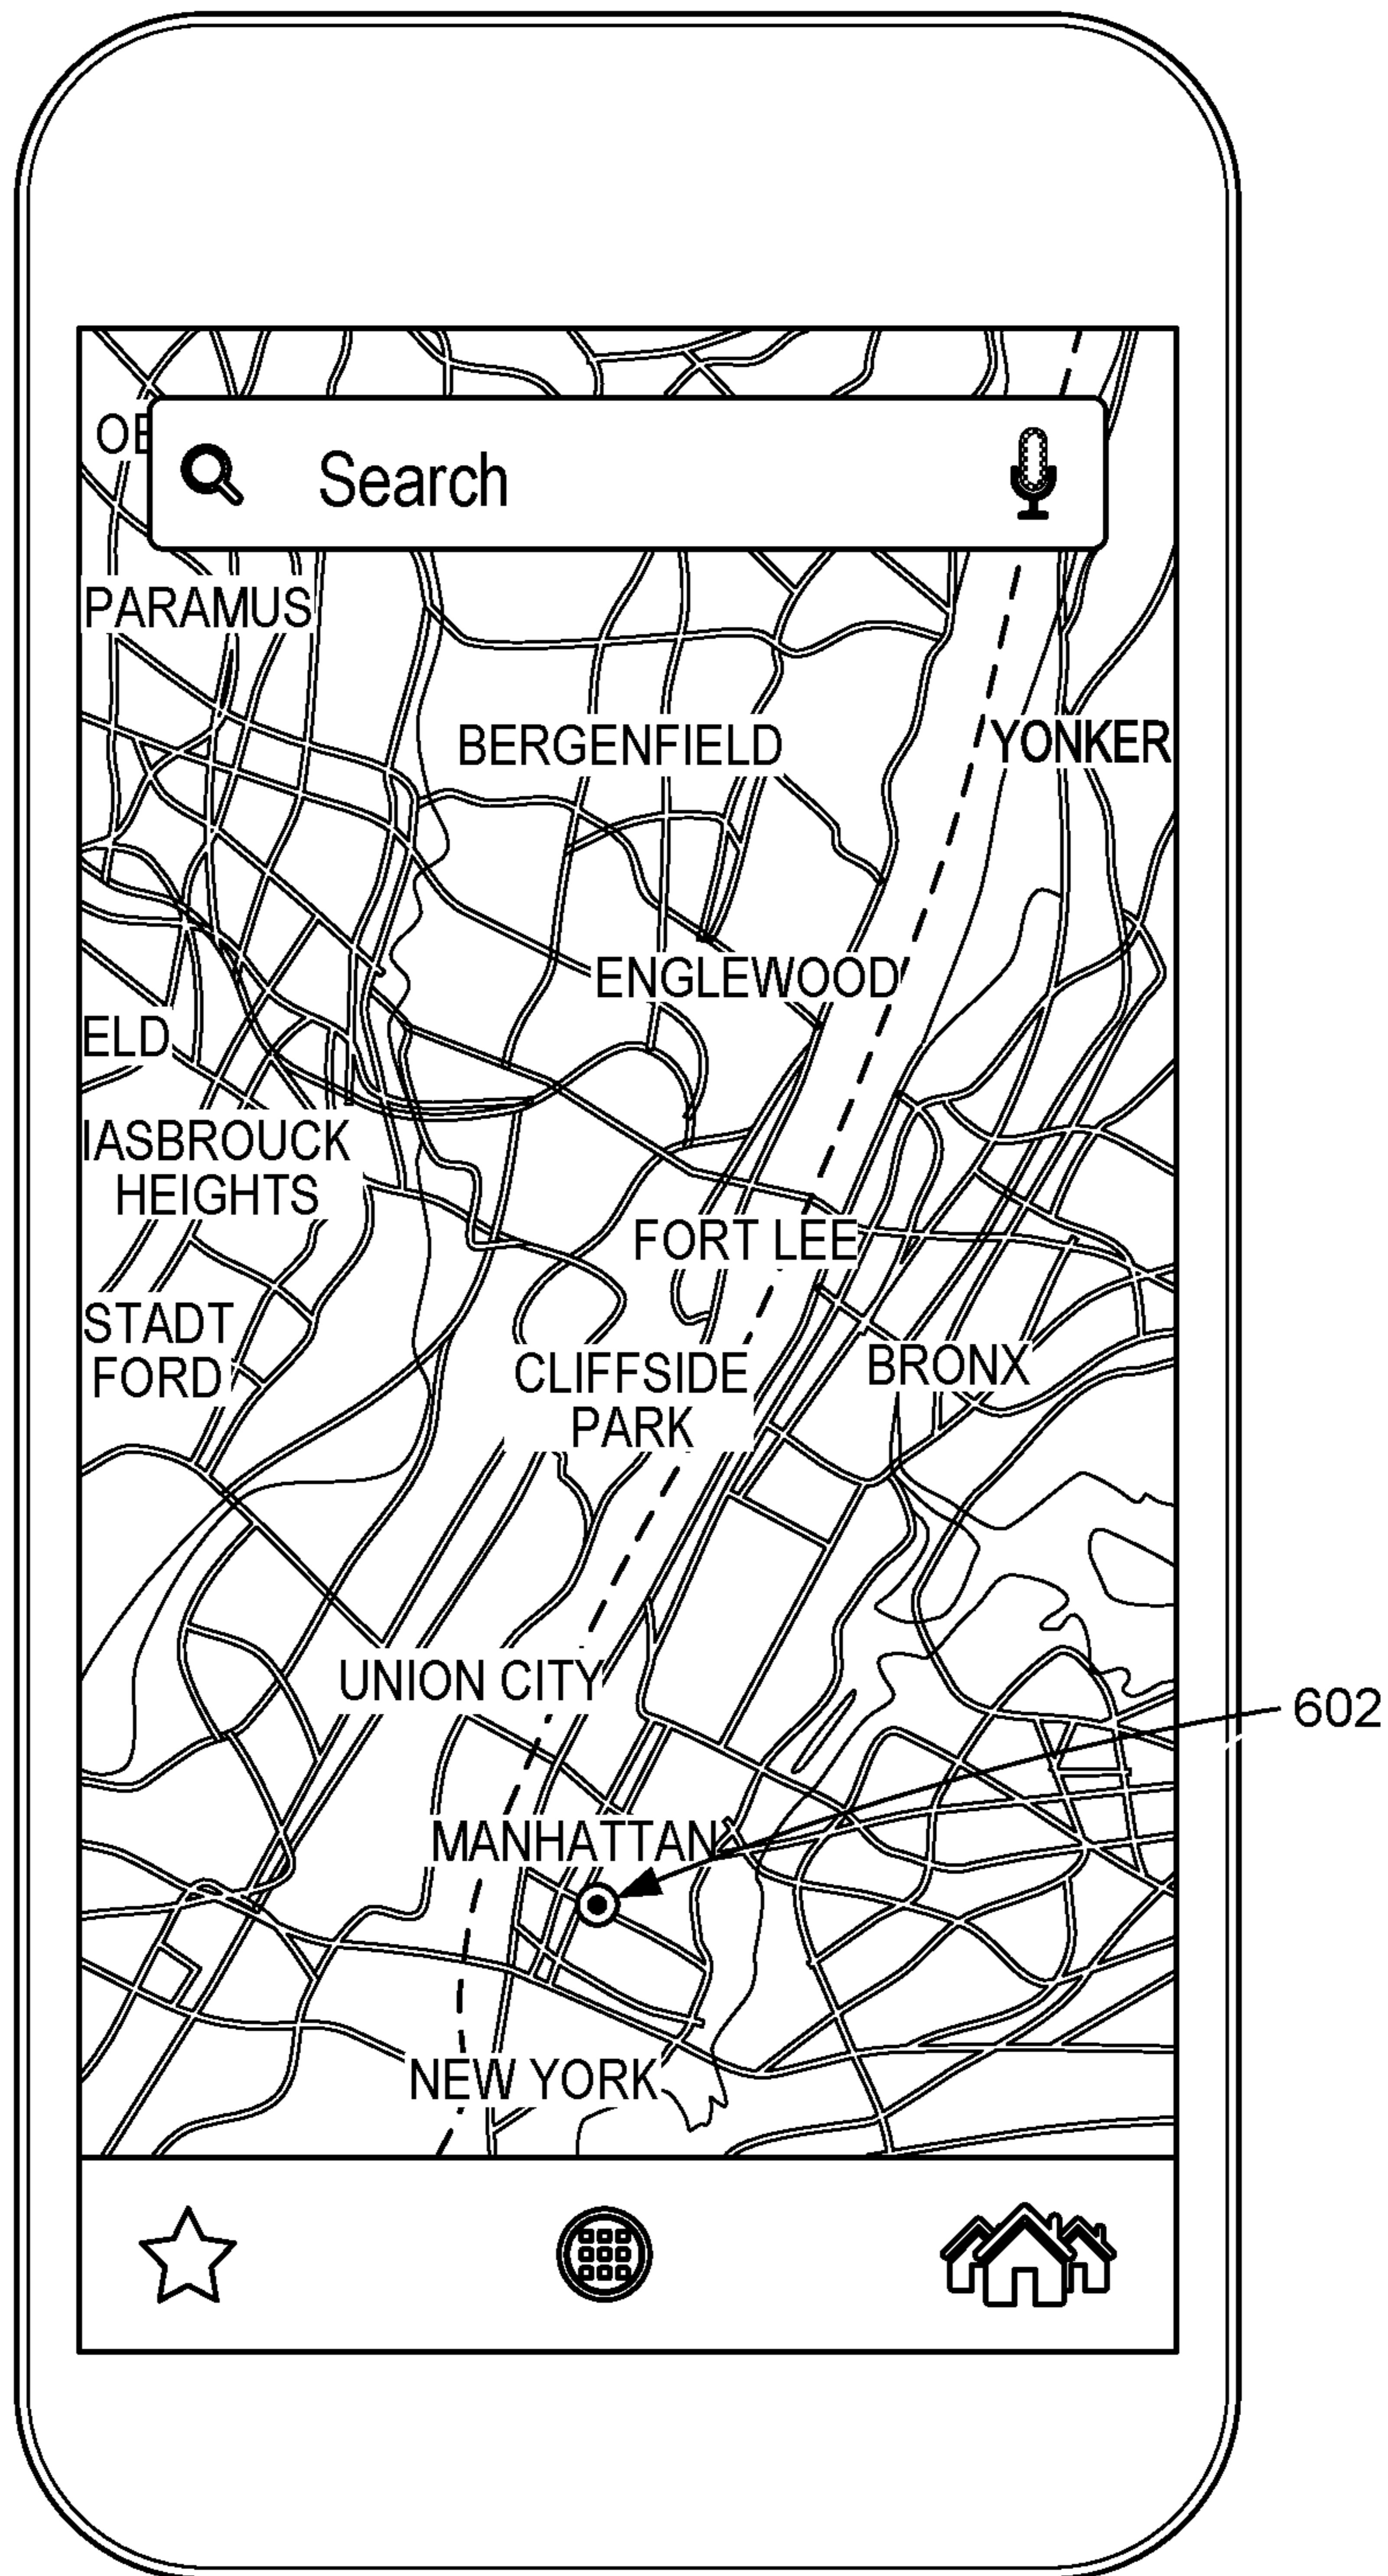 OE
Search
PARAMUS
BERGENFIELD
YONKER
ENGLEWOOD
ELD
IASBROUCK
HEIGHTS
FORT LEE
STADT
FORD
CLIFFSIDE
PARK
BRONX
UNION CITY
602
MANHATTAN
NEW YORK